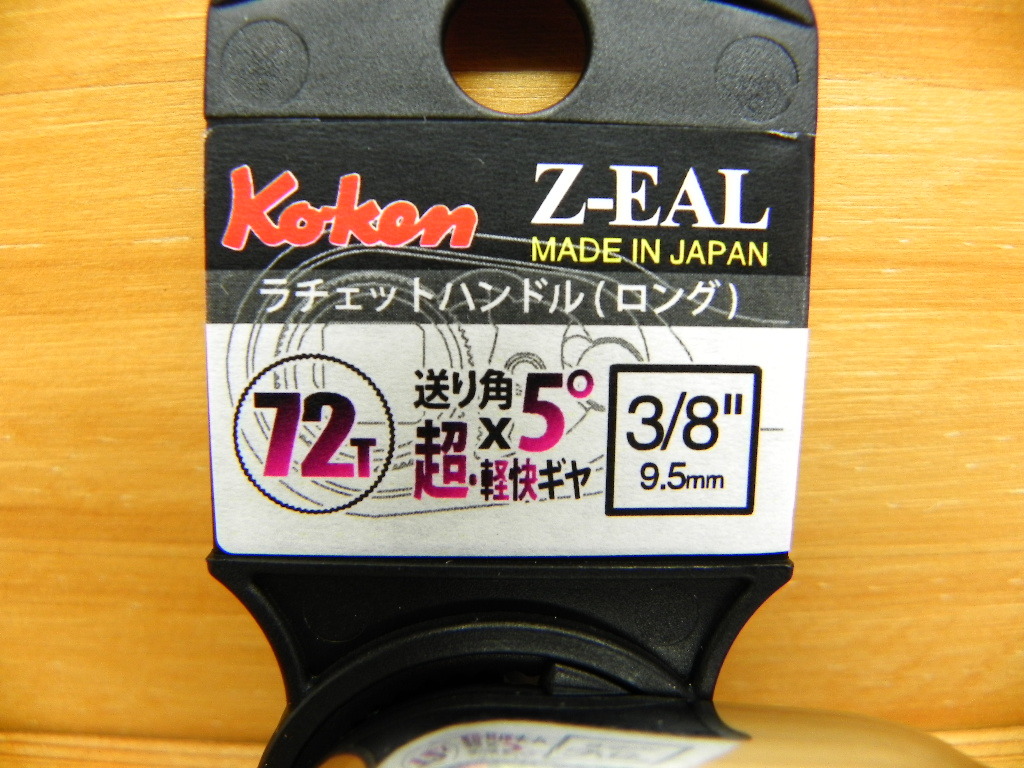 Ko-ken
Z-EAL
MADE IN JAPAN
ラチェットハンドル(ロング)
72T
送り角
5°
超・軽快ギヤ
x
3/8"
9.5mm